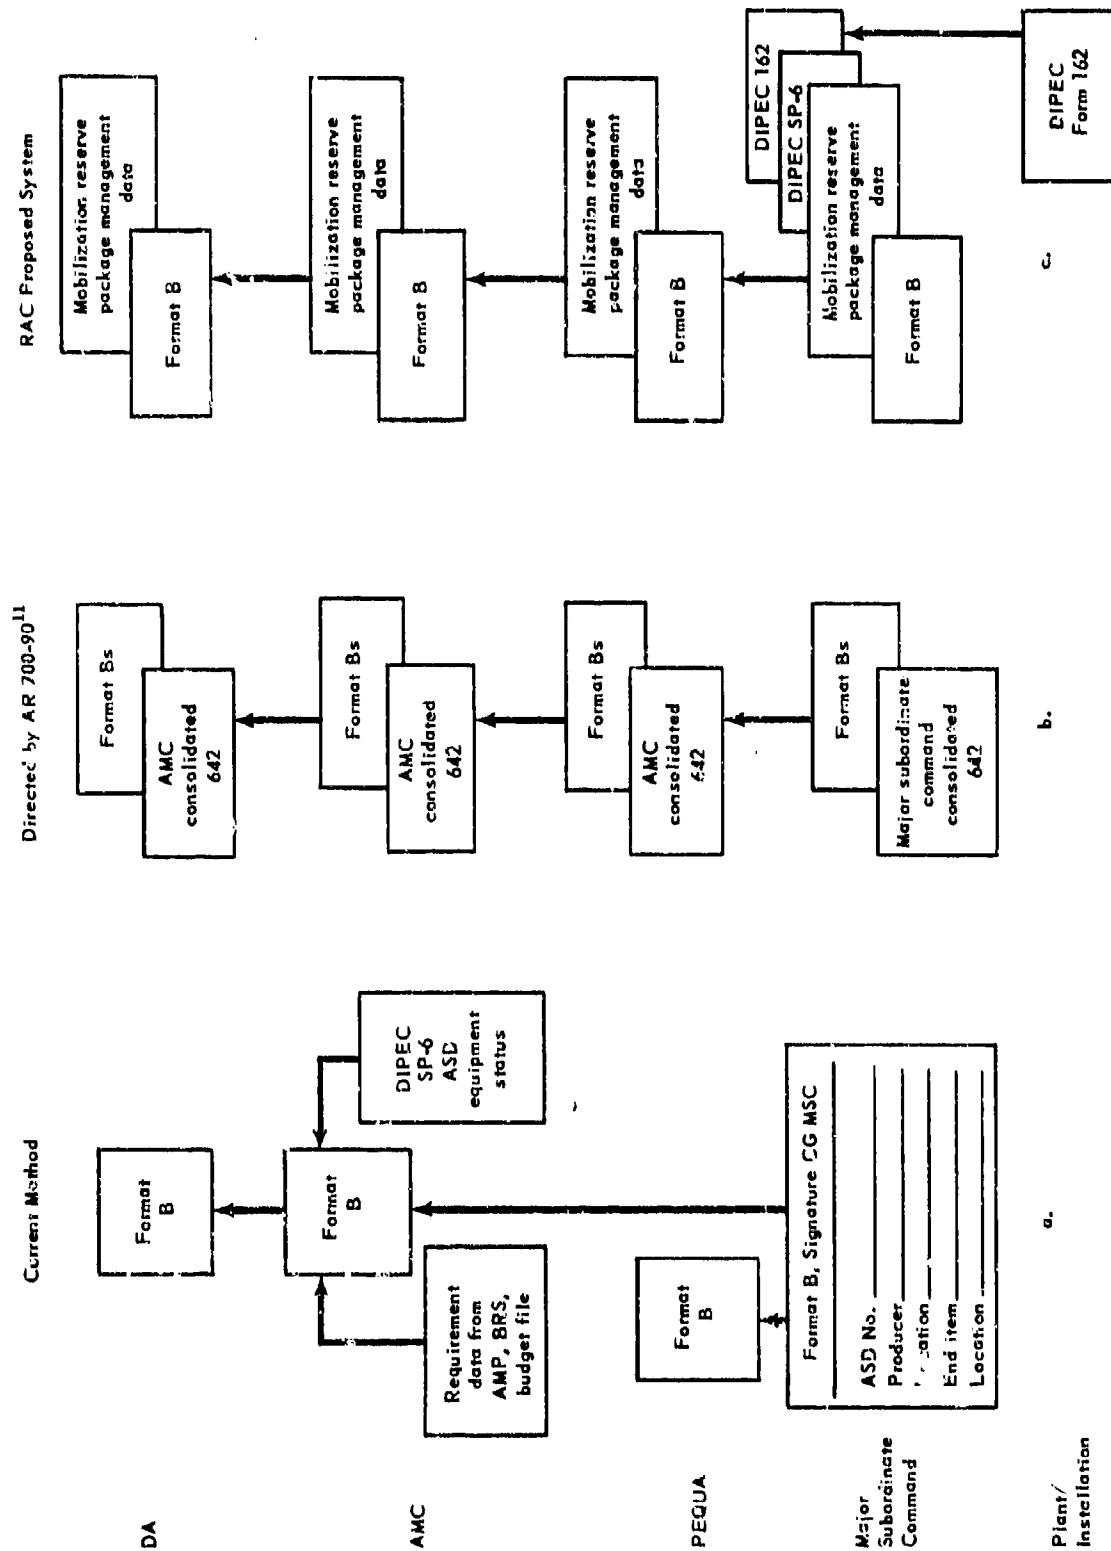 Current Method
Directed by AR 700-90¹¹
RAC Proposed System
DA
Format
B
Format Bs
AMC
consolidated
642
Mobilization reserve
package management
data
Format B
AMC
Requirement
data from
AMP, BRS,
budget file
Format
B
DIPEC
SP-6
ASD
equipment
status
Format Bs
AMC
consolidated
642
Mobilization reserve
package management
data
Format B
PEQUA
Format
B
Format Bs
AMC
consolidated
642
Mobilization reserve
package management
data
Format B
Major
Subordinate
Command
Format B, Signature CG MSC
ASD No.
Producer
End item
Location
Format Bs
Major subordinate
command
consolidated
642
DIPEC 162
DIPEC SP-6
Mobilization reserve
package management
data
Format B
Plant/
Installation
DIPEC
Form 162
a.
b.
c.